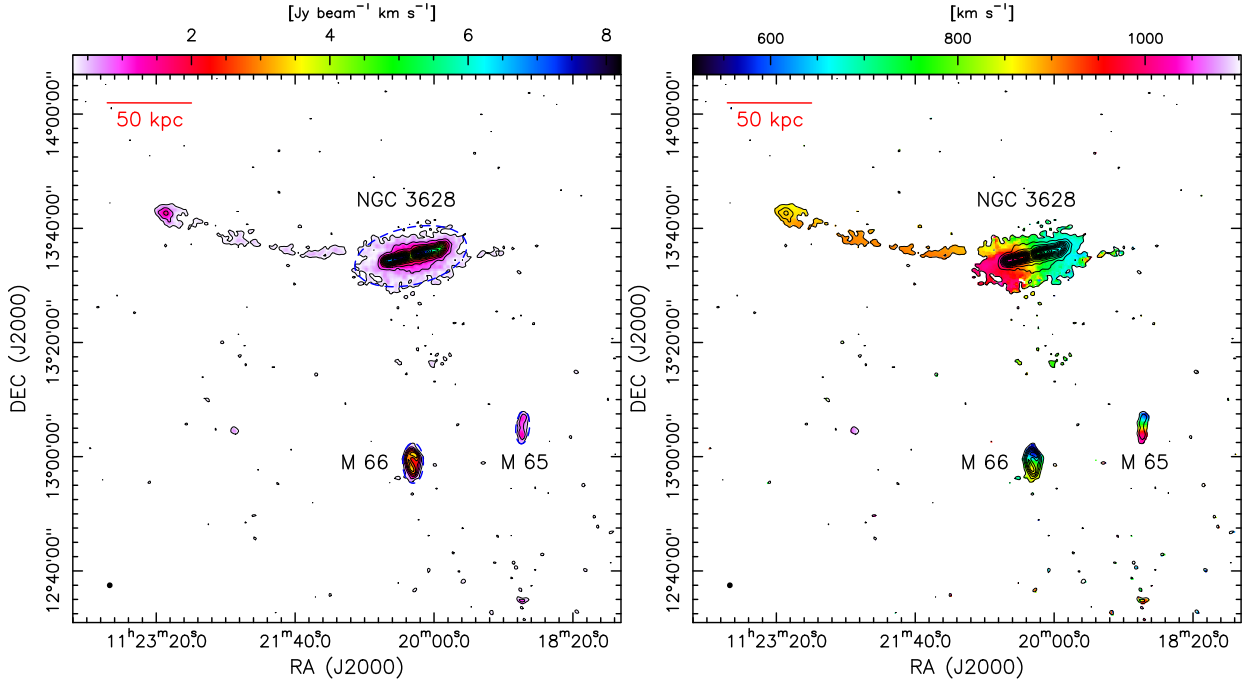 [Jy beam⁻¹ km s⁻¹]
2 4 6 8
50 kpc
NGC 3628
M 66
M 65
14°00'00"
13°40'00"
13°20'00"
13°00'00"
12°40'00"
DEC (J2000)
11ʰ23ᵐ20ˢ.0 21ᵐ40ˢ.0 20ᵐ00ˢ.0 18ᵐ20ˢ.0
RA (J2000)
[km s⁻¹]
600 800 1000
50 kpc
NGC 3628
M 66
M 65
14°00'00"
13°40'00"
13°20'00"
13°00'00"
12°40'00"
DEC (J2000)
11ʰ23ᵐ20ˢ.0 21ᵐ40ˢ.0 20ᵐ00ˢ.0 18ᵐ20ˢ.0
RA (J2000)